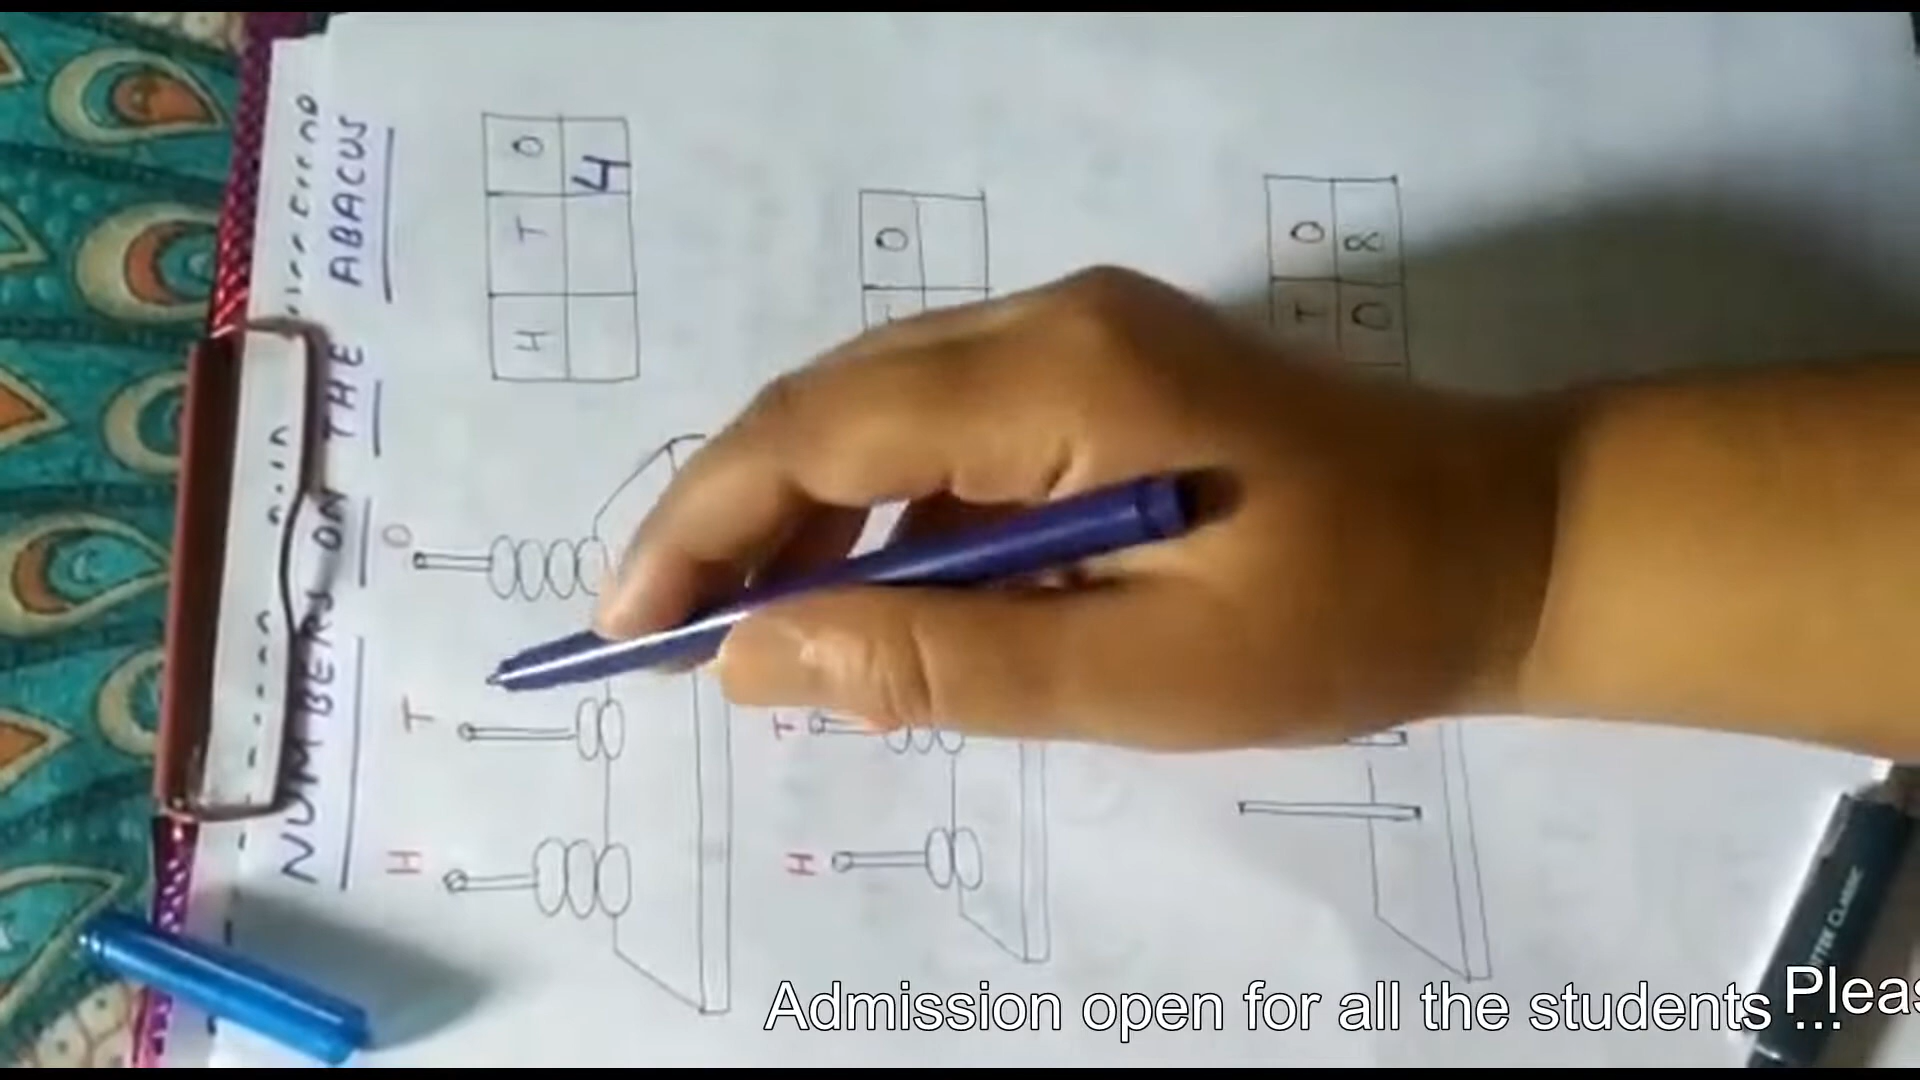 NUMBERS ON THE ABACUS
H T O
H T O
4
T H
O
T
H
O
T O
0 8
Admission open for all the students ...
Pleas